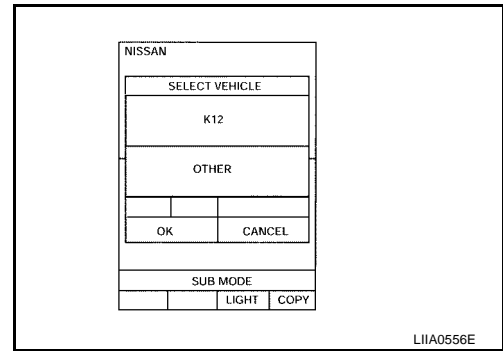 NISSAN
SELECT VEHICLE
K12
OTHER
OK CANCEL
SUB MODE
LIGHT COPY
LIIA0556E